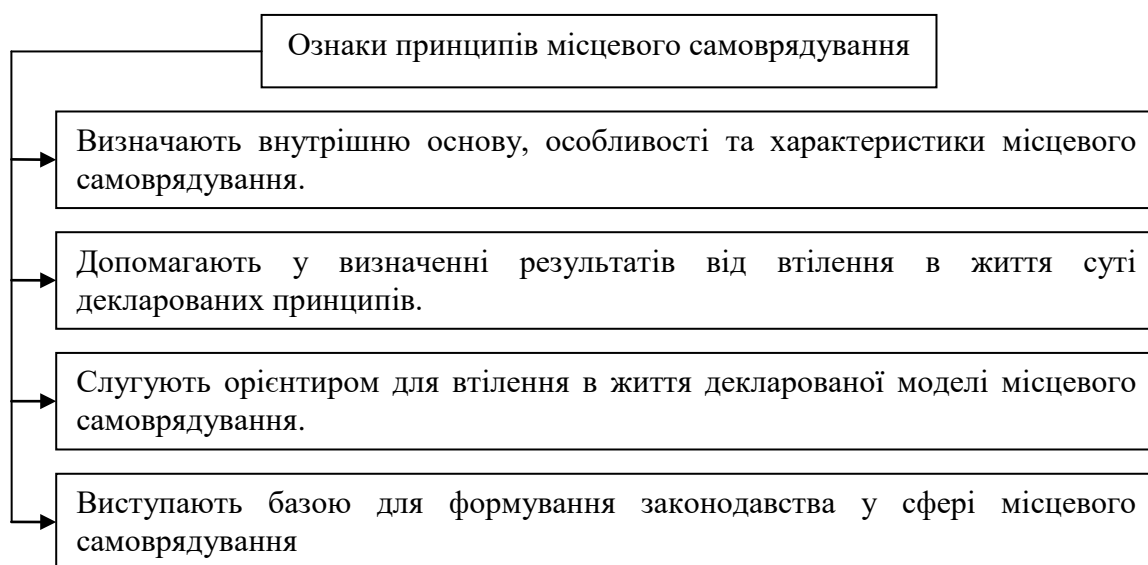 Ознаки принципів місцевого самоврядування
Визначають внутрішню основу, особливості та характеристики місцевого
самоврядування.
Допомагають у визначенні результатів від втілення в життя суті
декларованих принципів.
Слугують орієнтиром для втілення в життя декларованої моделі місцевого
самоврядування.
Виступають базою для формування законодавства у сфері місцевого
самоврядування